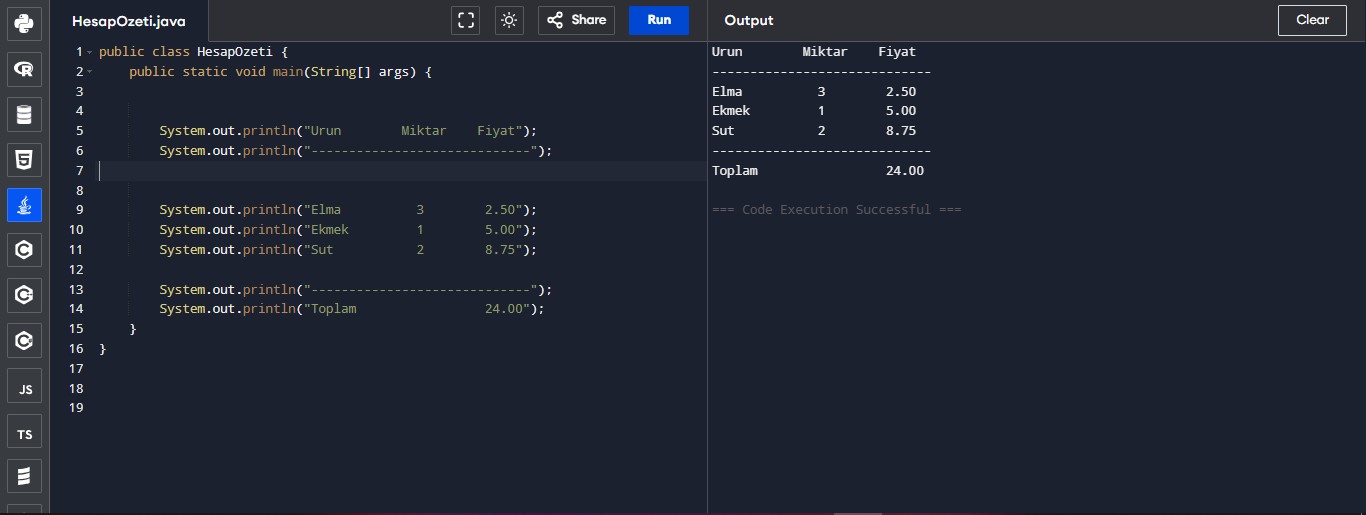 HesapOzeti.java
Share
Run
Output
Clear
1 public class HesapOzeti {
2     public static void main(String[] args) {
3
4
5         System.out.println("Urun        Miktar    Fiyat");
6         System.out.println("-----------------------------");
7
8
9         System.out.println("Elma          3        2.50");
10         System.out.println("Ekmek         1        5.00");
11         System.out.println("Sut           2        8.75");
12
13         System.out.println("-----------------------------");
14         System.out.println("Toplam                 24.00");
15     }
16 }
17
18
19
JS
TS
Urun        Miktar    Fiyat
-----------------------------
Elma          3        2.50
Ekmek         1        5.00
Sut           2        8.75
-----------------------------
Toplam                 24.00
=== Code Execution Successful ===